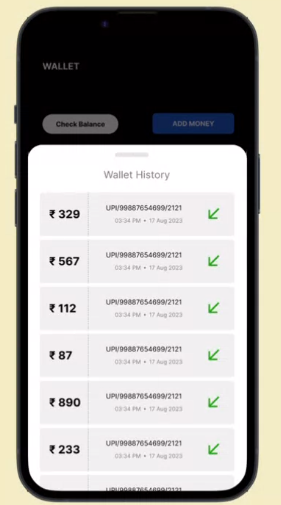 WALLET
Check Balance
ADD MONEY
Wallet History
₹ 329
UPI/99887654699/2121
03:34 PM • 17 Aug 2023
₹ 567
UPI/99887654699/2121
03:34 PM • 17 Aug 2023
₹ 112
UPI/99887654699/2121
03:34 PM • 17 Aug 2023
₹ 87
UPI/99887654699/2121
03:34 PM • 17 Aug 2023
₹ 890
UPI/99887654699/2121
03:34 PM • 17 Aug 2023
₹ 233
UPI/99887654699/2121
03:34 PM • 17 Aug 2023
UPI/99887654699/2121